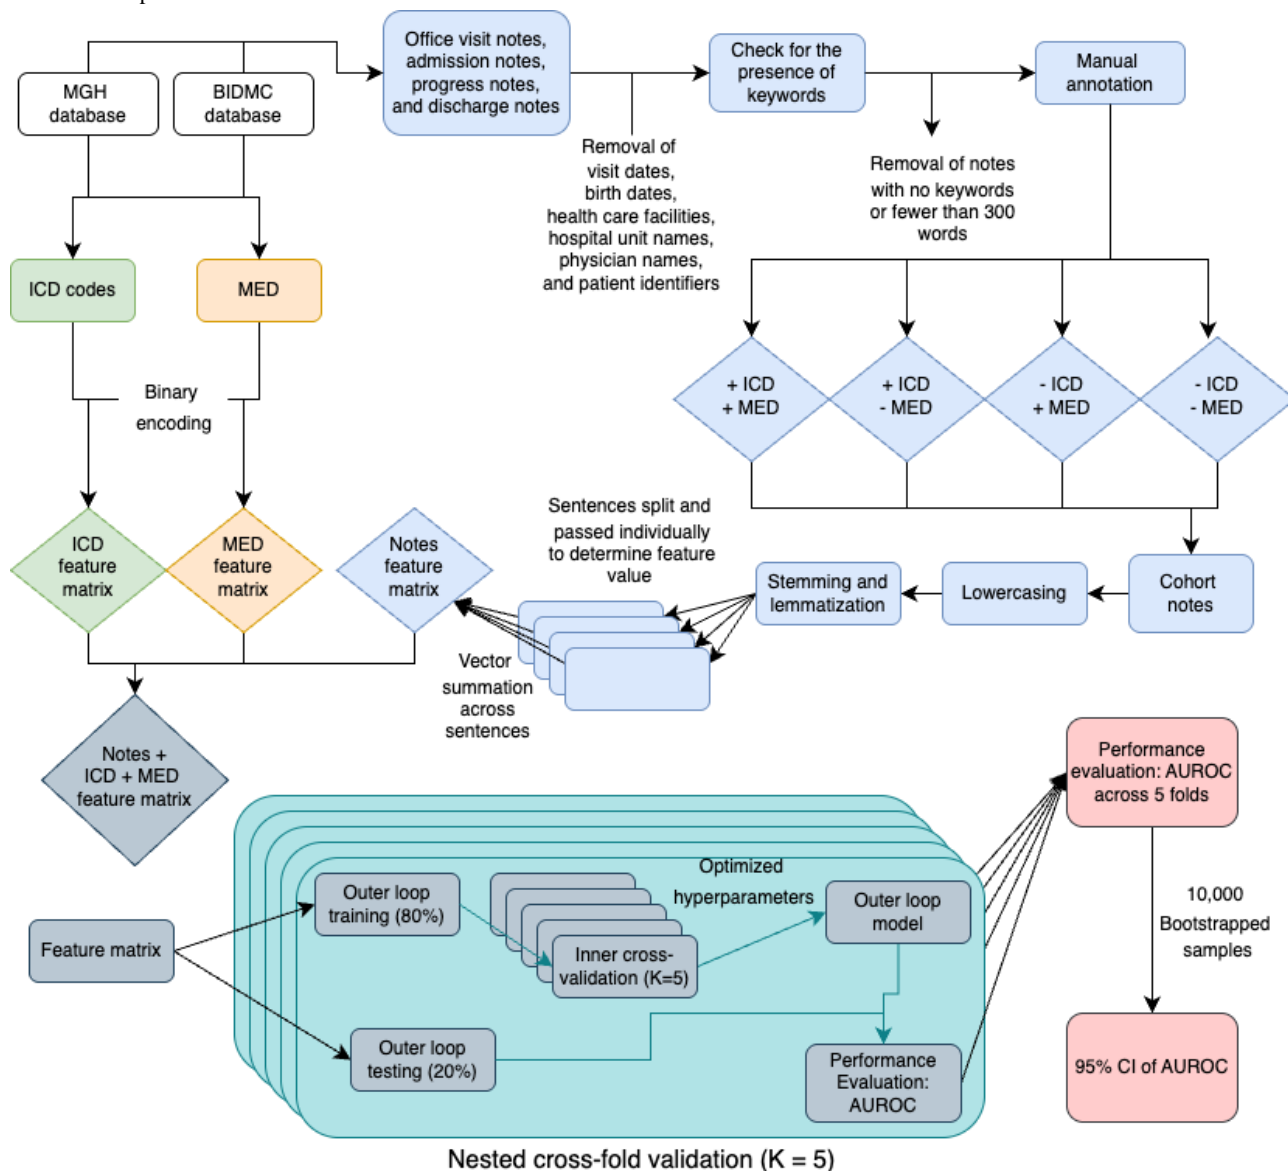 Office visit notes,
admission notes,
progress notes,
and discharge notes
Check for the
presence of
keywords
Manual
annotation
MGH
database
BIDMC
database
Removal of
visit dates,
birth dates,
health care facilities,
hospital unit names,
physician names,
and patient identifiers
Removal of notes
with no keywords
or fewer than 300
words
ICD codes
MED
Binary
encoding
+ ICD
+ MED
+ ICD
- MED
- ICD
+ MED
- ICD
- MED
ICD
feature
matrix
MED
feature
matrix
Notes
feature
matrix
Sentences split and
passed individually
to determine feature
value
Stemming and
lemmatization
Lowercasing
Cohort
notes
Vector
summation
across
sentences
Notes +
ICD + MED
feature matrix
Performance
evaluation: AUROC
across 5 folds
Feature matrix
Outer loop
training (80%)
Optimized
hyperparameters
Inner cross-
validation (K=5)
Outer loop
model
10,000
Bootstrapped
samples
Outer loop
testing (20%)
Performance
Evaluation:
AUROC
95% CI of AUROC
Nested cross-fold validation (K = 5)